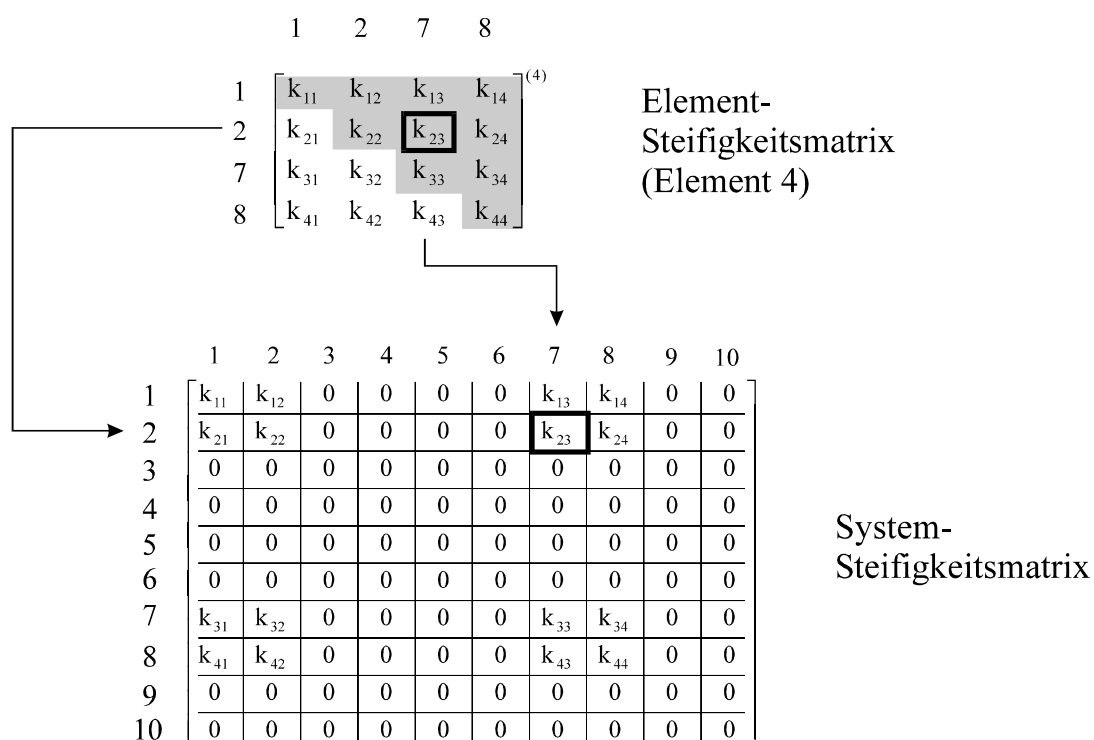 1 2 7 8
1 k₁₁ k₁₂ k₁₃ k₁₄ (4)
2 k₂₁ k₂₂ k₂₃ k₂₄
7 k₃₁ k₃₂ k₃₃ k₃₄
8 k₄₁ k₄₂ k₄₃ k₄₄
Element-
Steifigkeitsmatrix
(Element 4)
1 2 3 4 5 6 7 8 9 10
1 k₁₁ k₁₂ 0 0 0 0 k₁₃ k₁₄ 0 0
2 k₂₁ k₂₂ 0 0 0 0 k₂₃ k₂₄ 0 0
3 0 0 0 0 0 0 0 0 0 0
4 0 0 0 0 0 0 0 0 0 0
5 0 0 0 0 0 0 0 0 0 0
6 0 0 0 0 0 0 0 0 0 0
7 k₃₁ k₃₂ 0 0 0 0 k₃₃ k₃₄ 0 0
8 k₄₁ k₄₂ 0 0 0 0 k₄₃ k₄₄ 0 0
9 0 0 0 0 0 0 0 0 0 0
10 0 0 0 0 0 0 0 0 0 0
System-
Steifigkeitsmatrix